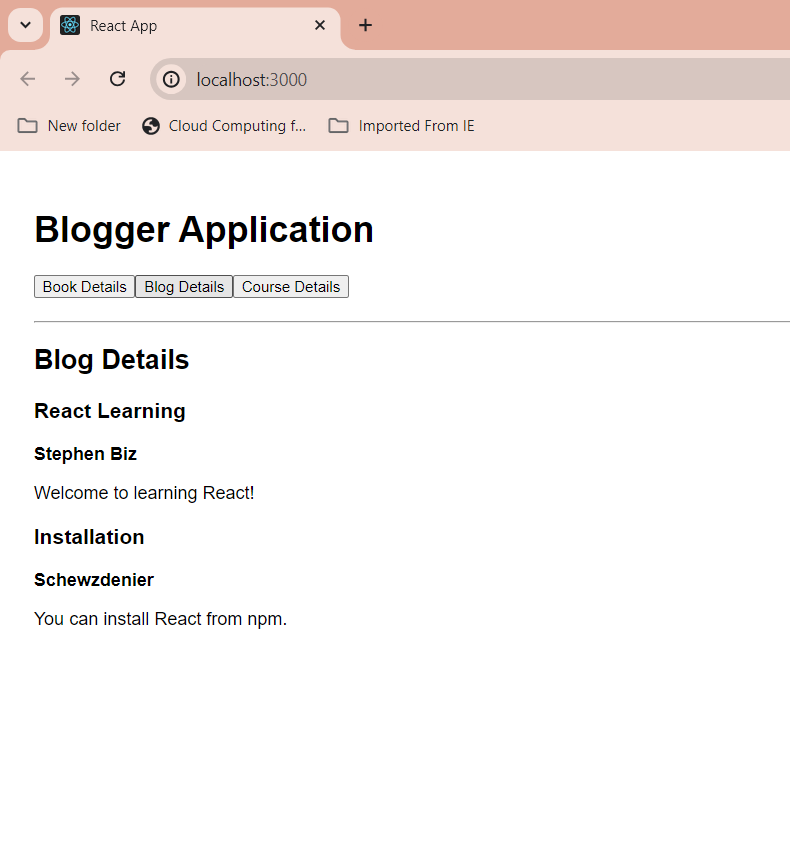 React App
localhost:3000
New folder Cloud Computing f... Imported From IE
Blogger Application
Book Details Blog Details Course Details
Blog Details
React Learning
Stephen Biz
Welcome to learning React!
Installation
Schewzdenier
You can install React from npm.